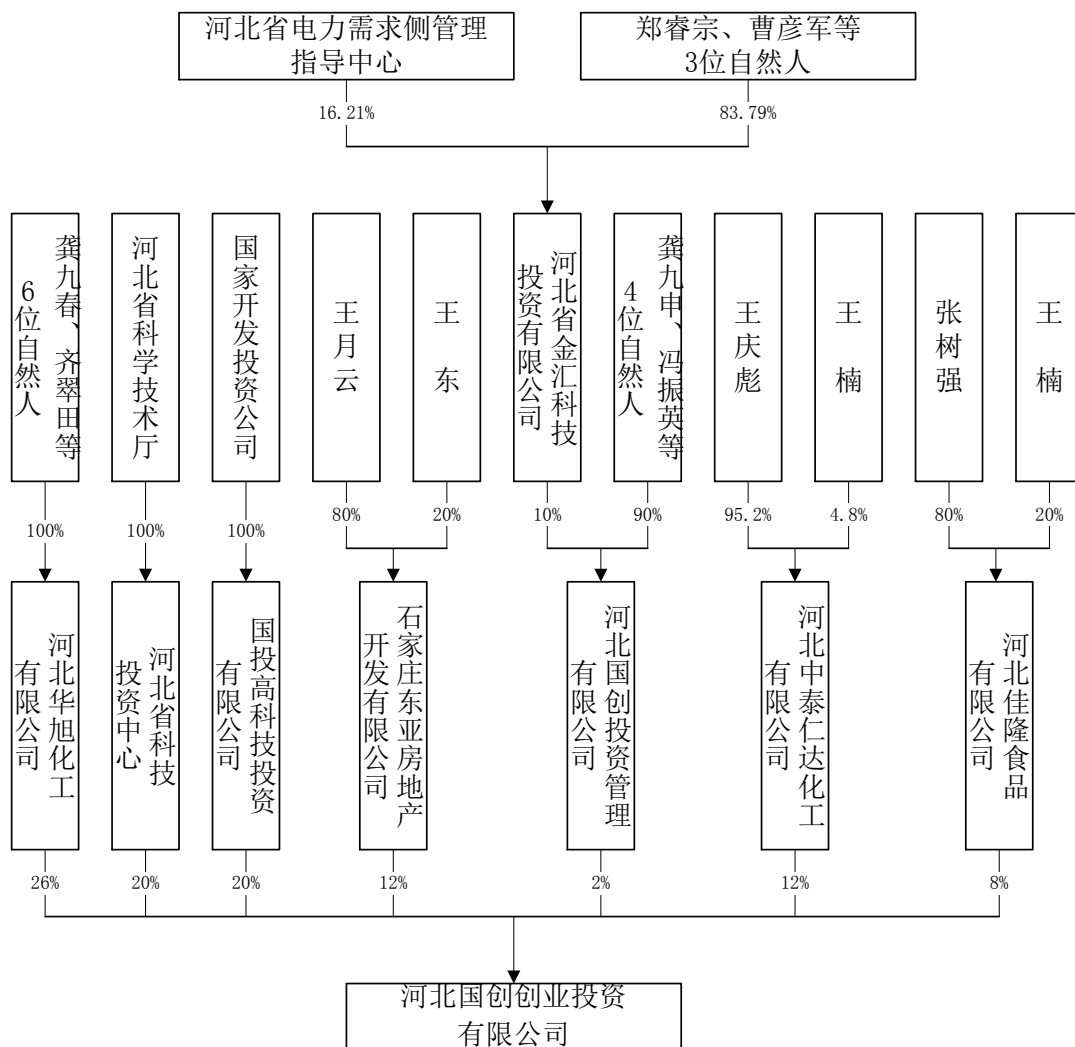 河北省电力需求侧管理
指导中心
郑睿宗、曹彦军等
3位自然人
16.21%
83.79%
龚九春、齐翠田等
6位自然人
河北省科学技术厅
国家开发投资公司
王月云
王 东
河北省金汇科技
投资有限公司
龚九申、冯振英等
4位自然人
王庆彪
王 楠
张树强
王 楠
100%
100%
100%
80%
20%
10%
90%
95.2%
4.8%
80%
20%
河北华旭化工
有限公司
河北省科技
投资中心
国投高科技投资
有限公司
石家庄东亚房地产
开发有限公司
河北国创投资管理
有限公司
河北中泰仁达化工
有限公司
河北佳隆食品
有限公司
26%
20%
20%
12%
2%
12%
8%
河北国创创业投资
有限公司